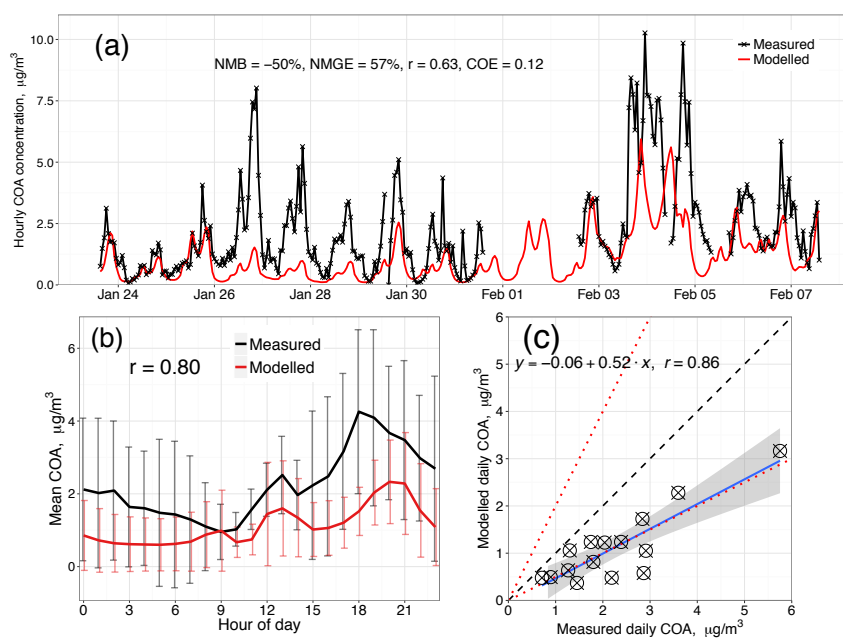 (a)
NMB = −50%, NMGE = 57%, r = 0.63, COE = 0.12
Measured
Modelled
Hourly COA concentration, μg/m³
10.0
7.5
5.0
2.5
0.0
Jan 24 Jan 26 Jan 28 Jan 30 Feb 01 Feb 03 Feb 05 Feb 07
(b)
r = 0.80
Measured
Modelled
Mean COA, μg/m³
6
4
2
0
0 3 6 9 12 15 18 21
Hour of day
(c)
y = −0.06 + 0.52 · x, r = 0.86
Modelled daily COA, μg/m³
6
5
4
3
2
1
0
0 1 2 3 4 5 6
Measured daily COA, μg/m³